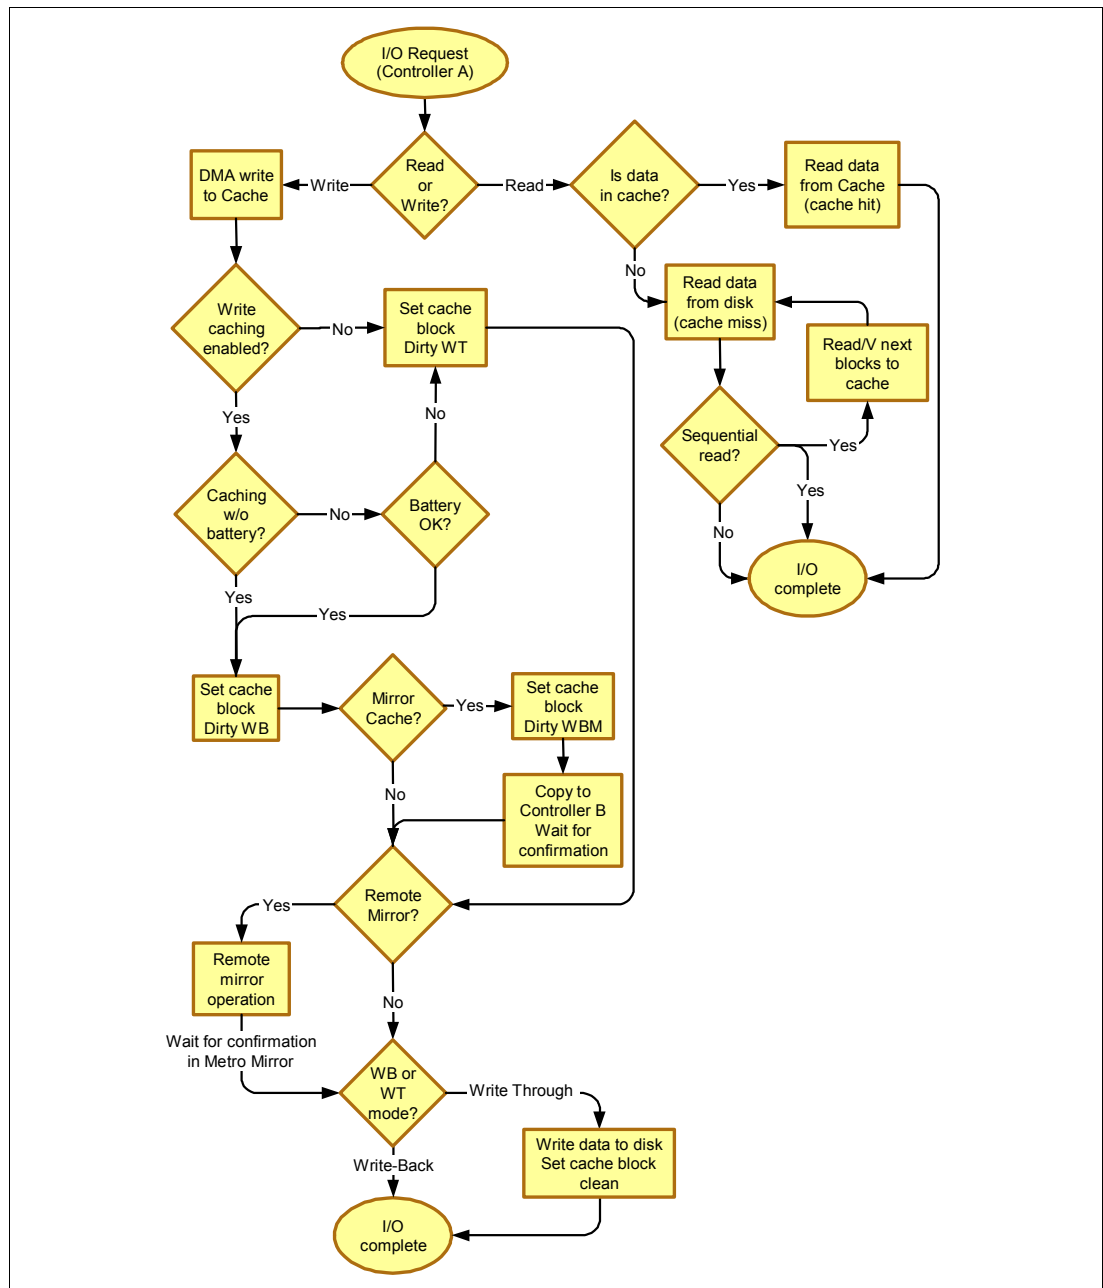 I/O Request
(Controller A)
Read
or
Write?
Write
DMA write
to Cache
Read
Is data
in cache?
Yes
Read data
from Cache
(cache hit)
No
Read data
from disk
(cache miss)
Read/V next
blocks to
cache
Sequential
read?
Yes
Yes
No
I/O
complete
Write
caching
enabled?
No
Set cache
block
Dirty WT
Yes
No
Caching
w/o
battery?
No
Battery
OK?
Yes
Yes
Set cache
block
Dirty WB
Mirror
Cache?
Yes
Set cache
block
Dirty WBM
No
Copy to
Controller B
Wait for
confirmation
Remote
Mirror?
Yes
Remote
mirror
operation
No
Wait for confirmation
in Metro Mirror
WB or
WT
mode?
Write Through
Write data to disk
Set cache block
clean
Write-Back
I/O
complete